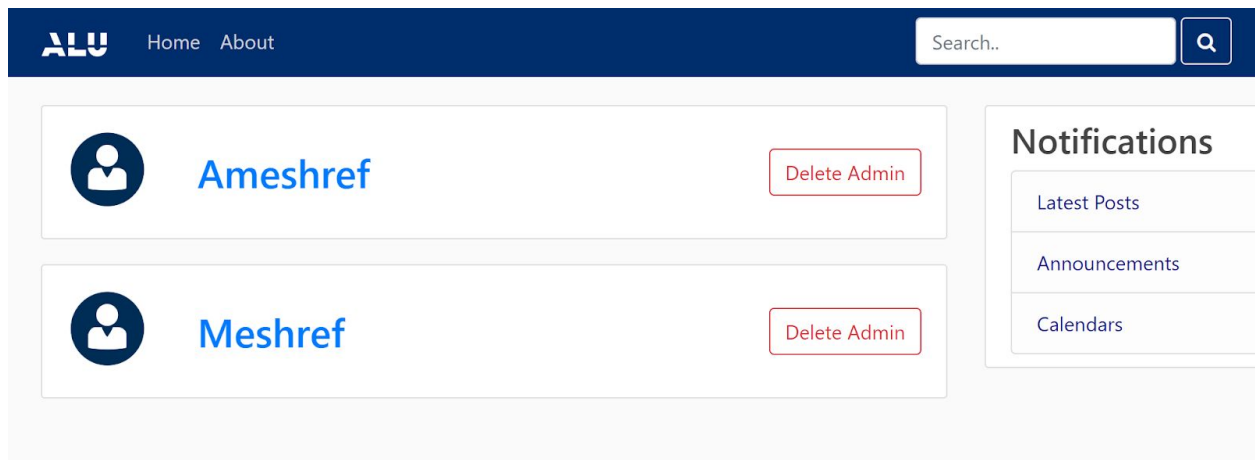 ALU Home About Search..
Ameshref Delete Admin
Meshref Delete Admin
Notifications
Latest Posts
Announcements
Calendars